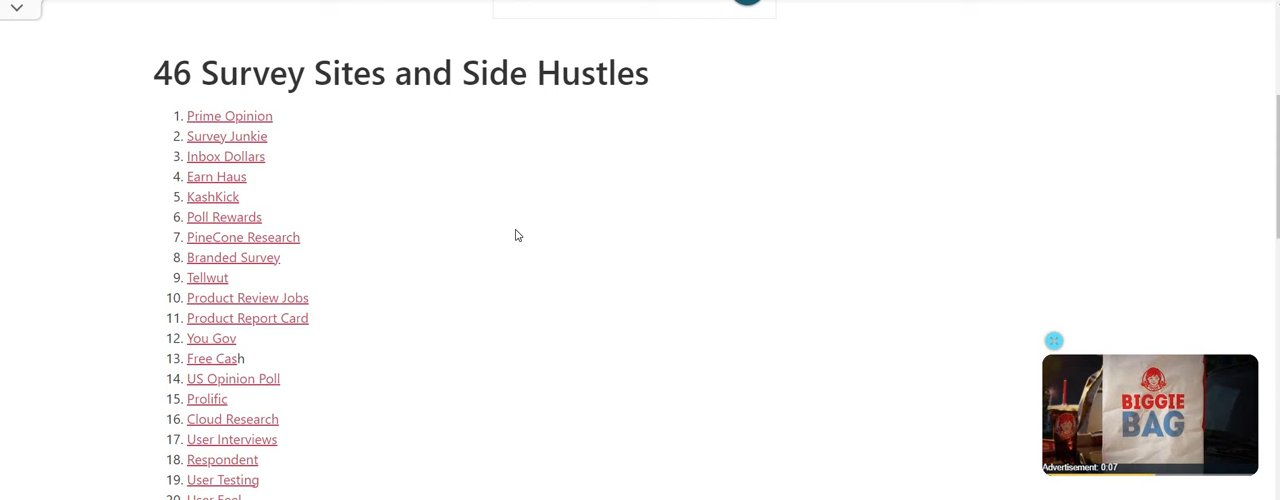 46 Survey Sites and Side Hustles
1. Prime Opinion
2. Survey Junkie
3. Inbox Dollars
4. Earn Haus
5. KashKick
6. Poll Rewards
7. PineCone Research
8. Branded Survey
9. Tellwut
10. Product Review Jobs
11. Product Report Card
12. You Gov
13. Free Cash
14. US Opinion Poll
15. Prolific
16. Cloud Research
17. User Interviews
18. Respondent
19. User Testing
20. User Feel
BIGGIE
BAG
Advertisement: 0:07